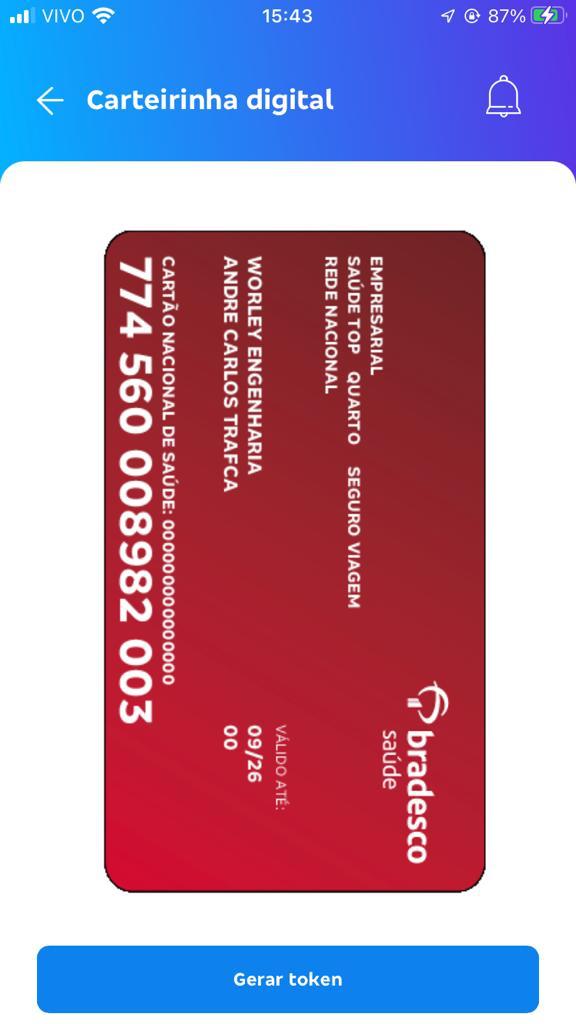 VIVO 15:43 87%
Carteirinha digital
bradesco
saúde
EMPRESARIAL
SAÚDE TOP QUARTO SEGURO VIAGEM
REDE NACIONAL
VÁLIDO ATÉ:
WORLEY ENGENHARIA 09/26
ANDRE CARLOS TRAFCA 00
CARTÃO NACIONAL DE SAÚDE: 000000000000000
774 560 008982 003
Gerar token